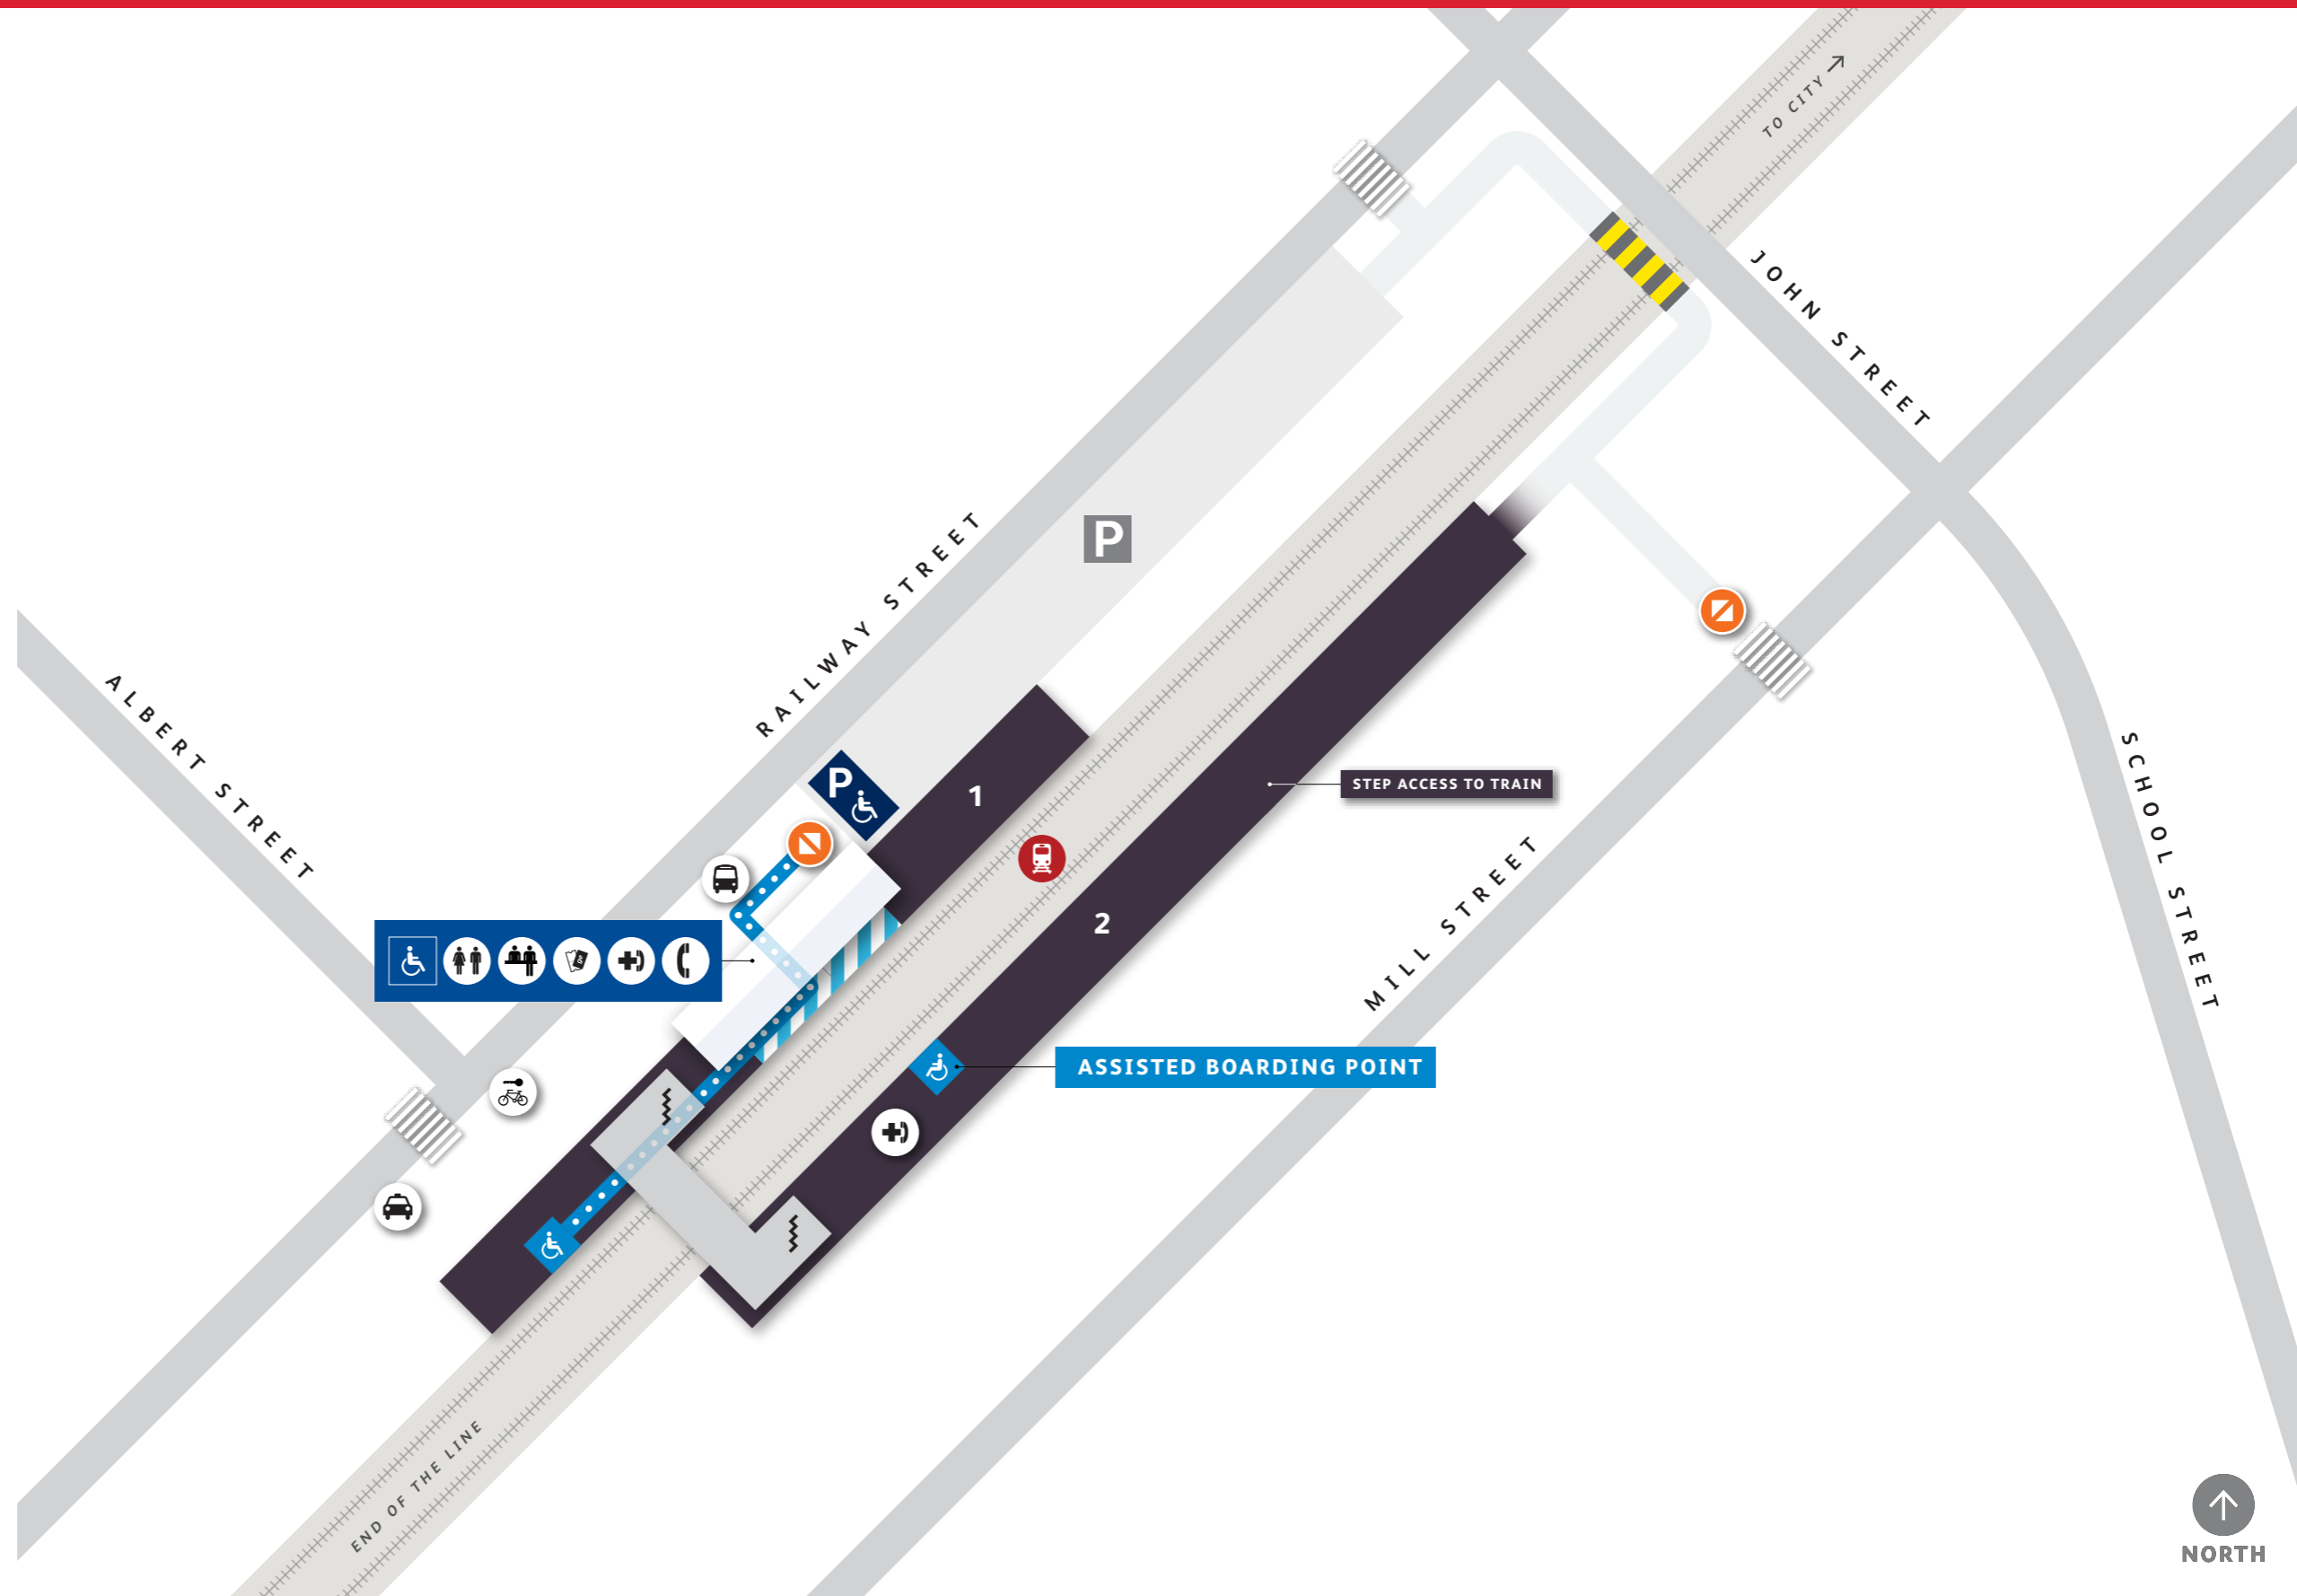 TO CITY
JOHN STREET
RAILWAY STREET
P
ALBERT STREET
SCHOOL STREET
P
1
STEP ACCESS TO TRAIN
2
MILL STREET
ASSISTED BOARDING POINT
END OF THE LINE
NORTH